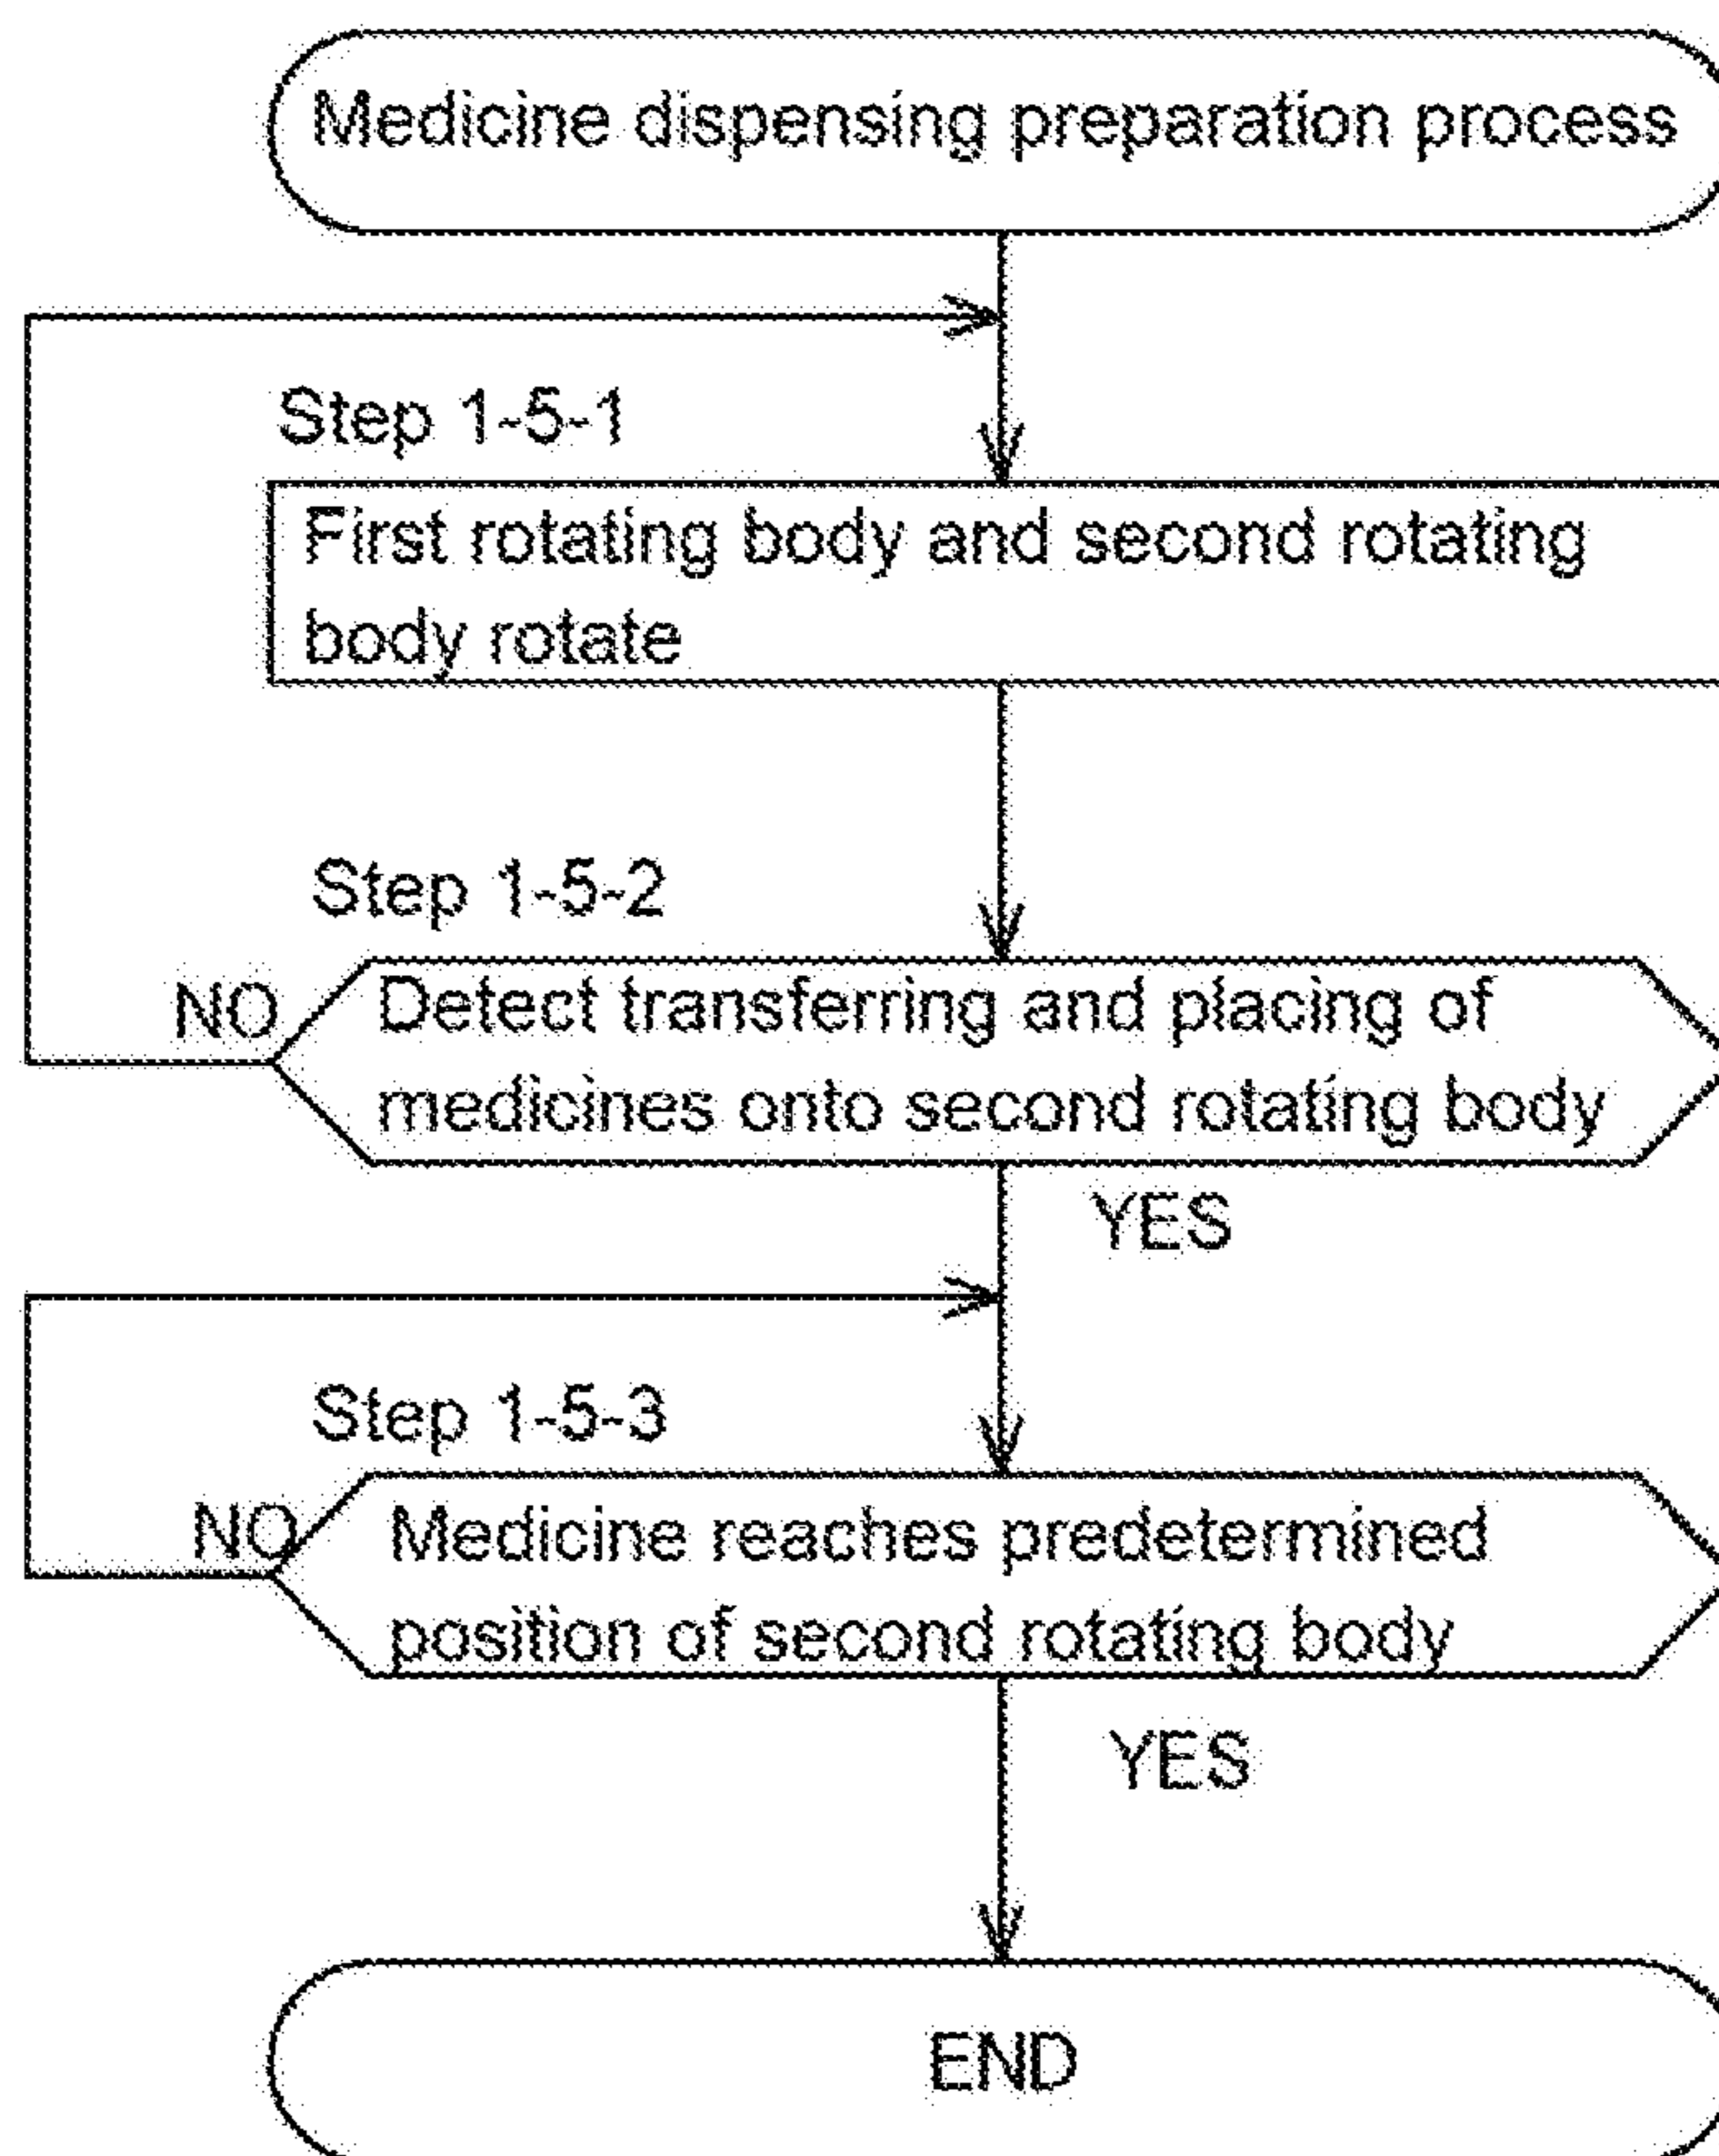 Medicine dispensing preparation process
Step 1-5-1
First rotating body and second rotating
body rotate
Step 1-5-2
NO
Detect transferring and placing of
medicines onto second rotating body
YES
Step 1-5-3
NO
Medicine reaches predetermined
position of second rotating body
YES
END